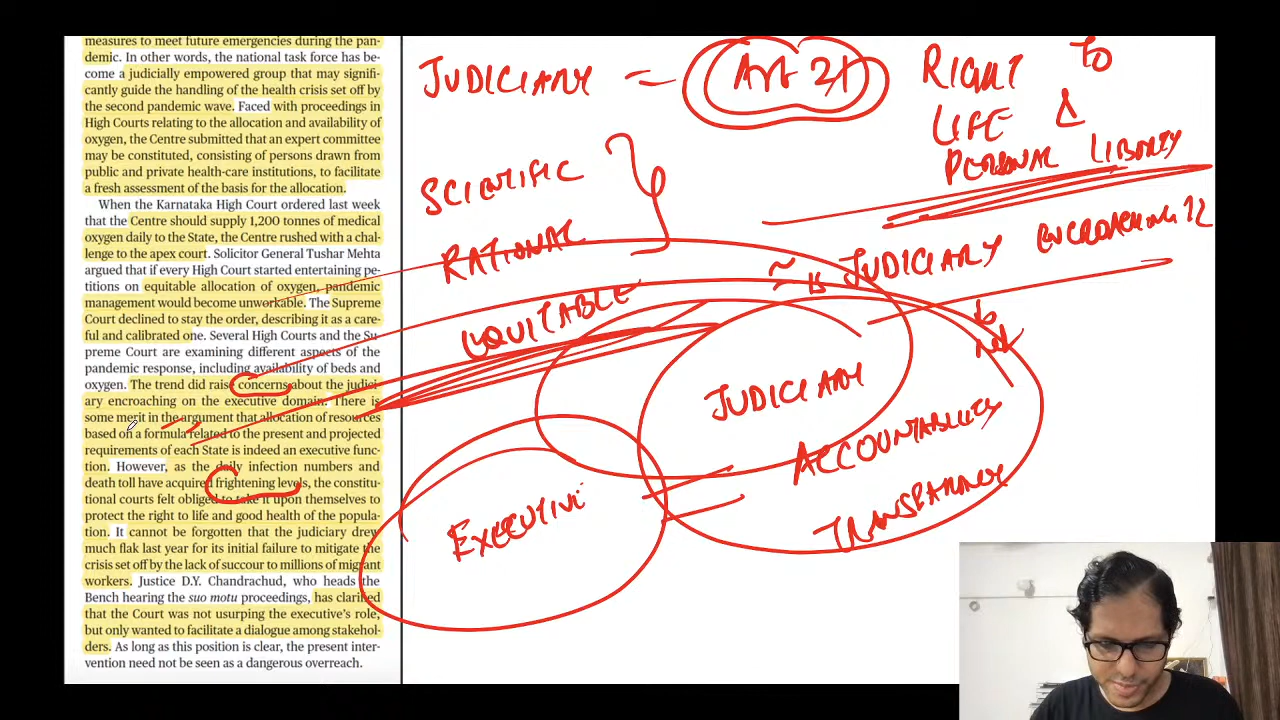 measures to meet future emergencies during the pan-
demic. In other words, the national task force has be-
come a judicially empowered group that may signifi-
cantly guide the handling of the health crisis set off by
the second pandemic wave. Faced with proceedings in
High Courts relating to the allocation and availability of
oxygen, the Centre submitted that an expert committee
may be constituted, consisting of persons drawn from
public and private health-care institutions, to facilitate
a fresh assessment of the basis for the allocation.
When the Karnataka High Court ordered last week
that the Centre should supply 1,200 tonnes of medical
oxygen daily to the State, the Centre rushed with a chal-
lenge to the apex court. Solicitor General Tushar Mehta
argued that if every High Court started entertaining pe-
titions on equitable allocation of oxygen, pandemic
management would become unworkable. The Supreme
Court declined to stay the order, describing it as a care-
ful and calibrated one. Several High Courts and the Su-
preme Court are examining different aspects of the
pandemic response, including availability of beds and
oxygen. The trend did raise concerns about the judici-
ary encroaching on the executive domain. There is
some merit in the argument that allocation of resources
based on a formula related to the present and projected
requirements of each State is indeed an executive func-
tion. However, as the daily infection numbers and
death toll have acquired frightening levels, the constitu-
tional courts felt obliged to take it upon themselves to
protect the right to life and good health of the popula-
tion. It cannot be forgotten that the judiciary drew
much flak last year for its initial failure to mitigate the
crisis set off by the lack of succour to millions of migrant
workers. Justice D.Y. Chandrachud, who heads the
Bench hearing the suo motu proceedings, has clarified
that the Court was not usurping the executive's role,
but only wanted to facilitate a dialogue among stakehol-
ders. As long as this position is clear, the present inter-
vention need not be seen as a dangerous overreach.
JUDICIARY = Art 21
RIGHT TO
LIFE &
PERSONAL LIBORTY
SCIENTIFIC
RATIONAL
EQUITABLE
IS JUDICIARY ENCROACHING
JUDICIARY
ACCOUNTABILITY
TRANSPARENCY
EXECUTIVE